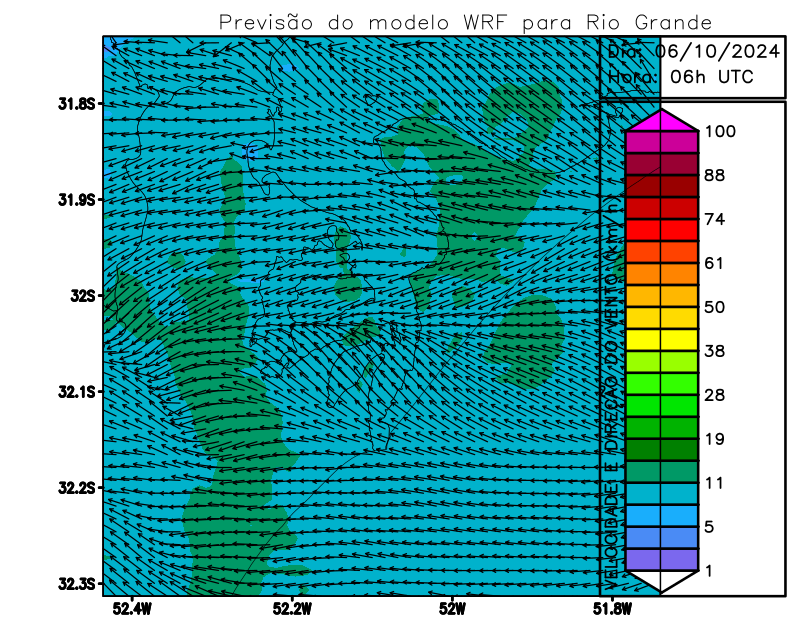 Previsão do modelo WRF para Rio Grande
Dia: 06/10/2024
Hora: 06h UTC
31.8S
31.9S
32S
32.1S
32.2S
32.3S
52.4W
52.2W
52W
51.8W
VELOCIDADE E DIREÇÃO DO VENTO (km/h)
100
88
74
61
50
38
28
19
11
5
1